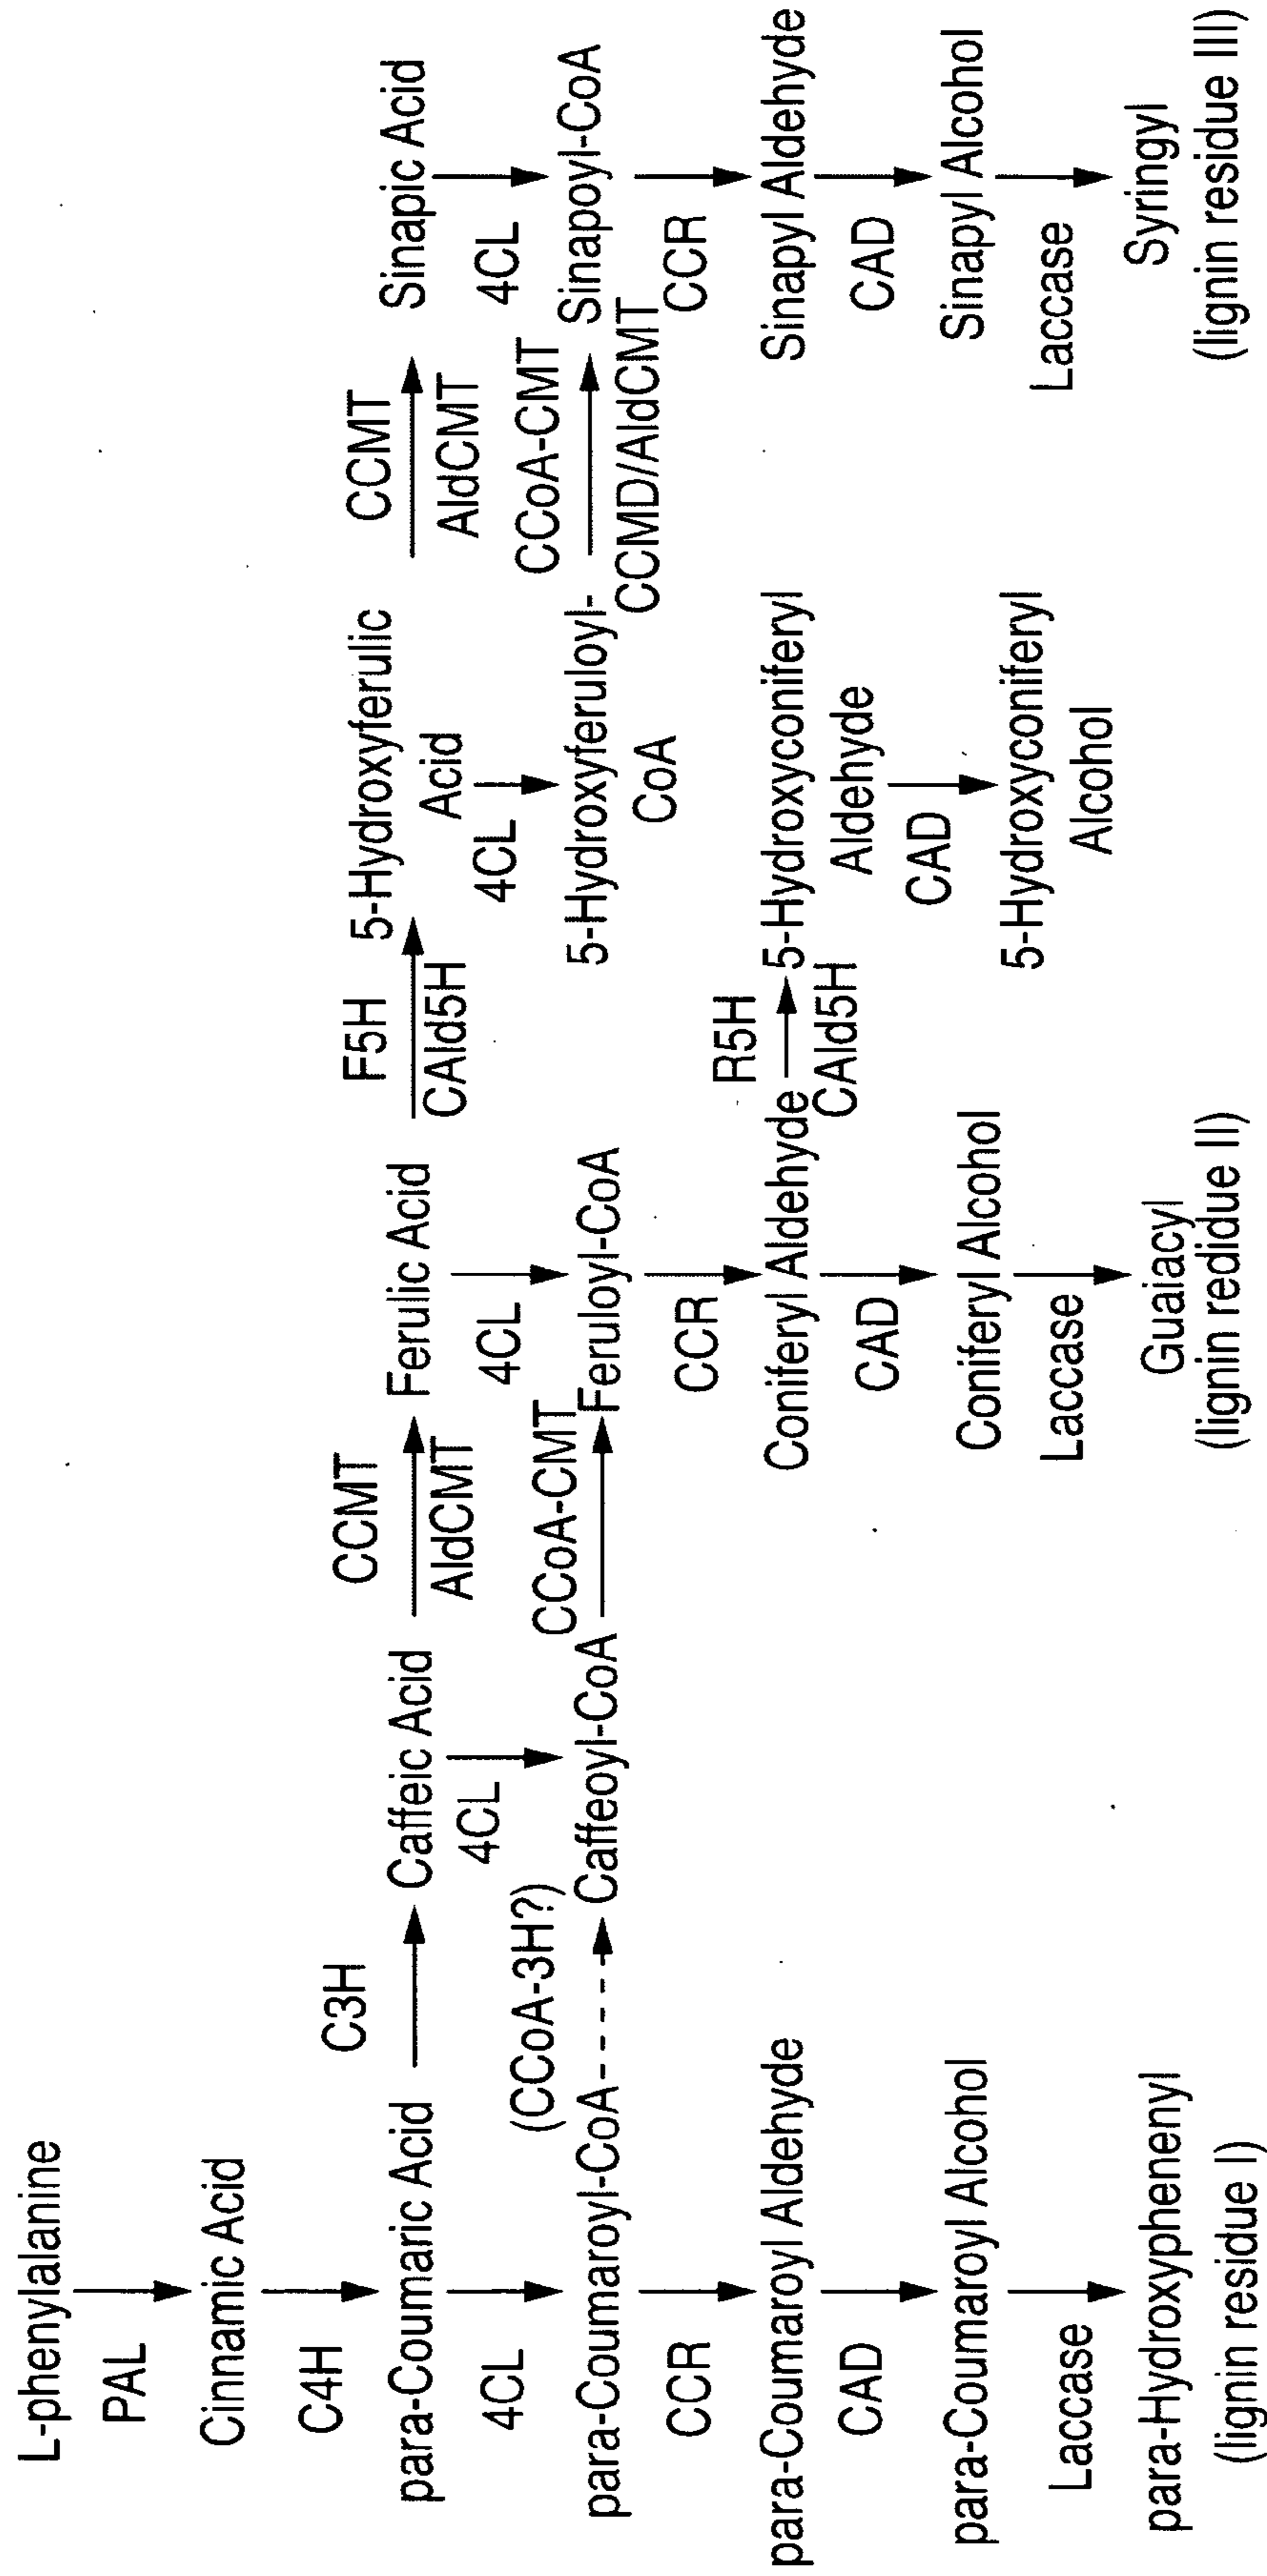 L-phenylalanine
PAL
Cinnamic Acid
C4H
para-Coumaric Acid
C3H
Caffeic Acid
CCMT
AldCMT
Ferulic Acid
F5H
CAld5H
5-Hydroxyferulic
Acid
CCMT
AldCMT
Sinapic Acid
4CL
4CL
4CL
4CL
4CL
para-Coumaroyl-CoA
(CCoA-3H?)
Caffeoyl-CoA
CCoA-CMT
Feruloyl-CoA
5-Hydroxyferuloyl-
CoA
CCoA-CMT
CCMD/AldCMT
Sinapoyl-CoA
CCR
CCR
CCR
para-Coumaroyl Aldehyde
Coniferyl Aldehyde
R5H
CAld5H
5-Hydroxyconiferyl
Aldehyde
Sinapyl Aldehyde
CAD
CAD
CAD
CAD
para-Coumaroyl Alcohol
Coniferyl Alcohol
5-Hydroxyconiferyl
Alcohol
Sinapyl Alcohol
Laccase
Laccase
Laccase
para-Hydroxyphenenyl
(lignin residue I)
Guaiacyl
(lignin redidue II)
Syringyl
(lignin residue III)